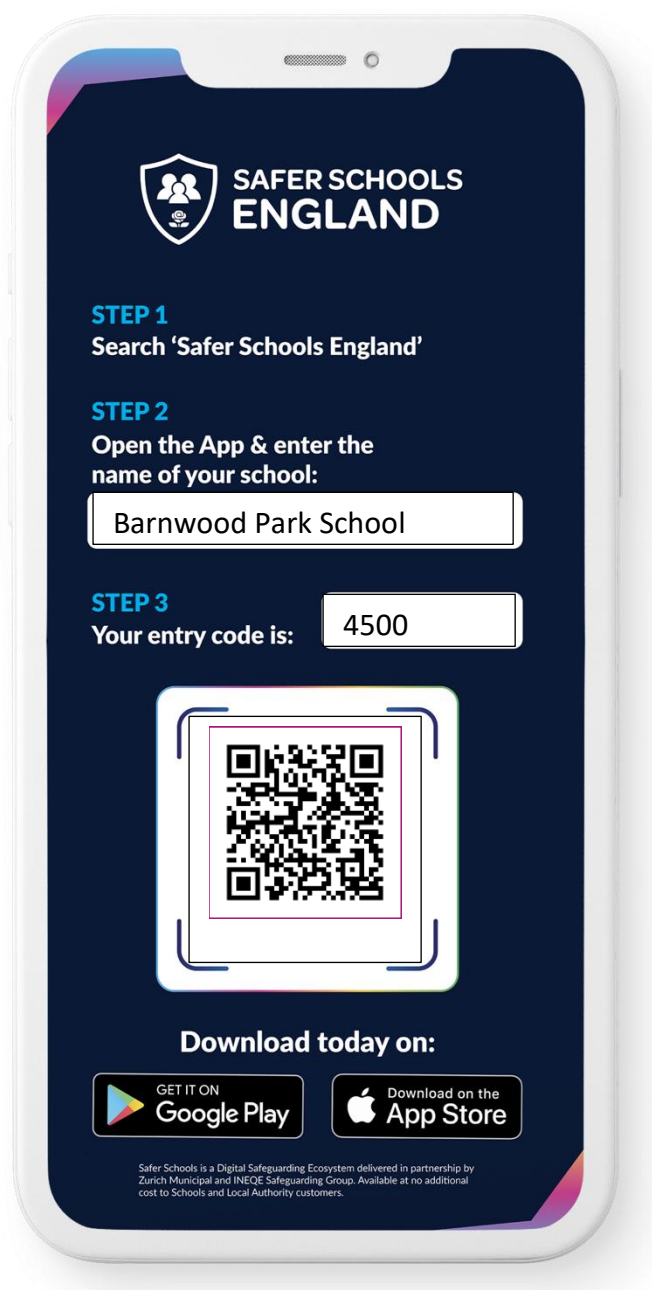 SAFER SCHOOLS
ENGLAND
STEP 1
Search ‘Safer Schools England’
STEP 2
Open the App & enter the
name of your school:
Barnwood Park School
STEP 3
Your entry code is:
4500
Download today on:
GET IT ON
Google Play
Download on the
App Store
Safer Schools is a Digital Safeguarding Ecosystem delivered in partnership by
Zurich Municipal and INEQE Safeguarding Group. Available at no additional
cost to Schools and Local Authority customers.